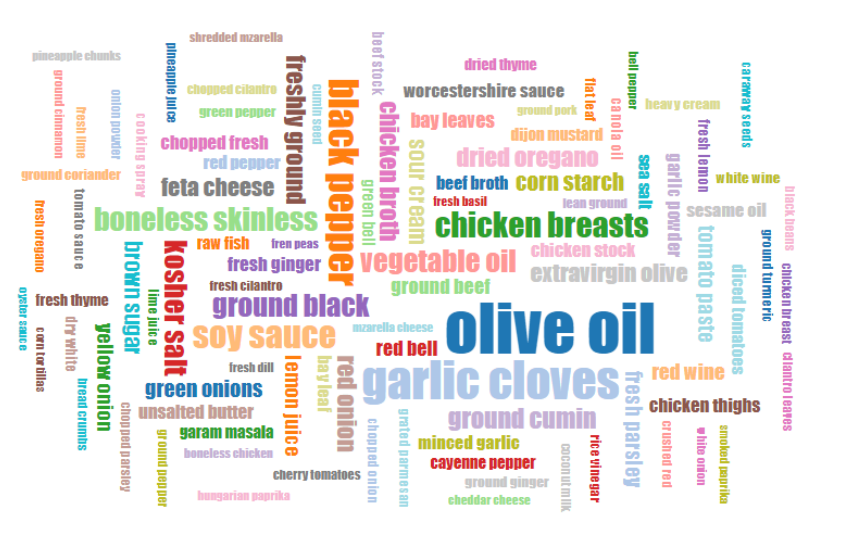 shredded mzarella
pineapple chunks
pineapple juice
beef stock
freshly ground
dried thyme
bell pepper
caraway seeds
ground cinnamon
chopped cilantro
cumin seed
black pepper
worcestershire sauce
flat leaf
fresh lime
onion powder
cooking spray
green pepper
chicken broth
bay leaves
ground pork
canola oil
heavy cream
dijon mustard
fresh lemon
chopped fresh
red pepper
sour cream
dried oregano
sea salt
garlic powder
ground coriander
feta cheese
green bell
beef broth
corn starch
white wine
fresh oregano
tomato sauce
boneless skinless
fresh basil
lean ground
sesame oil
black beans
chicken breasts
tomato paste
ground turmeric
brown sugar
kosher salt
raw fish
fren peas
vegetable oil
chicken stock
extravirgin olive
diced tomatoes
chicken breast
fresh ginger
fresh cilantro
ground beef
oyster sauce
fresh thyme
lime juice
ground black
olive oil
corn tortillas
dry white
yellow onion
soy sauce
mzarella cheese
red bell
cilantro leaves
bread crumbs
fresh dill
lemon juice
bay leaf
red onion
garlic cloves
fresh parsley
red wine
green onions
chopped parsley
unsalted butter
ground cumin
chicken thighs
ground pepper
garam masala
chopped onion
grated parmesan
minced garlic
rice vinegar
crushed red
white onion
smoked paprika
boneless chicken
cayenne pepper
coconut milk
cherry tomatoes
ground ginger
hungarian paprika
cheddar cheese